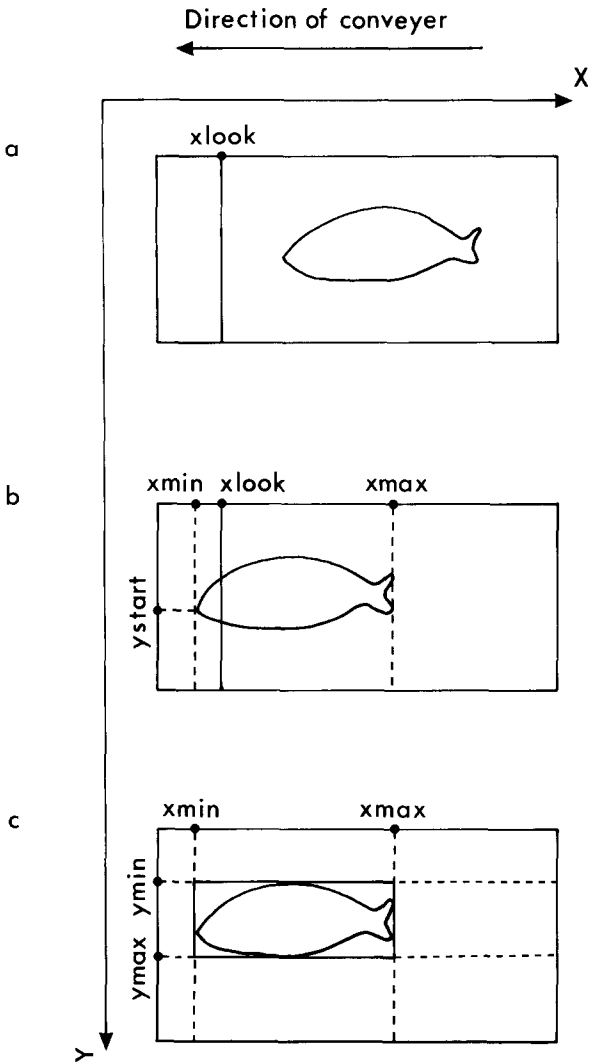 Direction of conveyer
X
a
xlook
b
xmin xlook xmax
ystart
c
xmin xmax
ymax ymin
Y